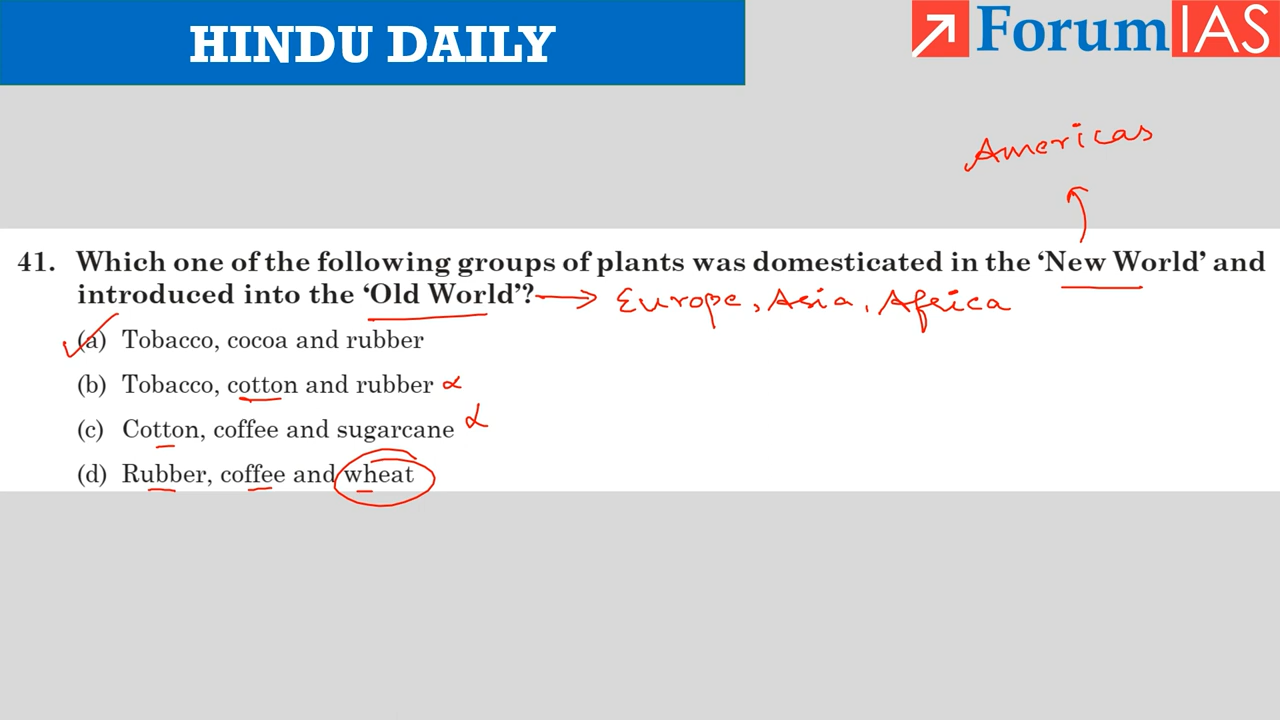 HINDU DAILY
ForumIAS
Americas
41. Which one of the following groups of plants was domesticated in the ‘New World’ and
introduced into the ‘Old World’? Europe, Asia, Africa
(a) Tobacco, cocoa and rubber
(b) Tobacco, cotton and rubber
(c) Cotton, coffee and sugarcane
(d) Rubber, coffee and wheat